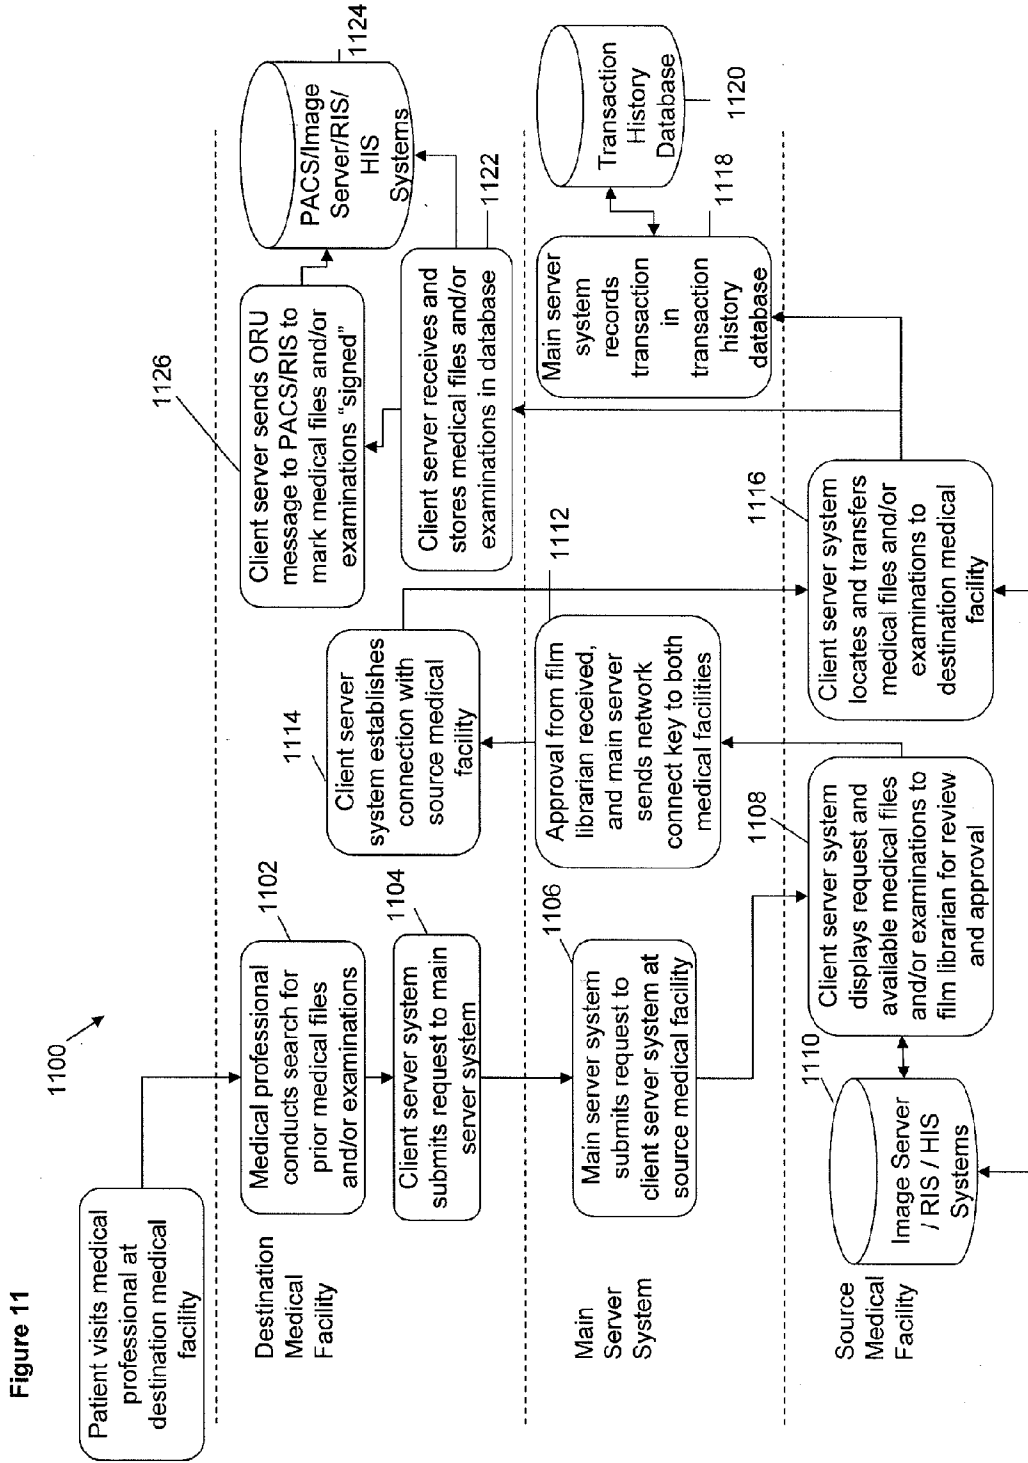 Figure 11
1100
Patient visits medical
professional at
destination medical
facility
Destination
Medical
Facility
Medical professional
conducts search for
prior medical files
and/or examinations
1102
Client server system
submits request to main
server system
1104
Client server
system establishes
connection with
source medical
facility
1114
Client server sends ORU
message to PACS/RIS to
mark medical files and/or
examinations “signed”
1126
Client server receives and
stores medical files and/or
examinations in database
1122
PACS/Image
Server/RIS/
HIS
Systems
1124
Main
Server
System
Main server system
submits request to
client server system at
source medical facility
1106
Approval from film
librarian received,
and main server
sends network
connect key to both
medical facilities
1112
Main server
system
records
transaction
in
transaction
history
database
1118
Transaction
History
Database
1120
Source
Medical
Facility
Image Server
/ RIS / HIS
Systems
1110
Client server system
displays request and
available medical files
and/or examinations to
film librarian for review
and approval
1108
Client server system
locates and transfers
medical files and/or
examinations to
destination medical
facility
1116